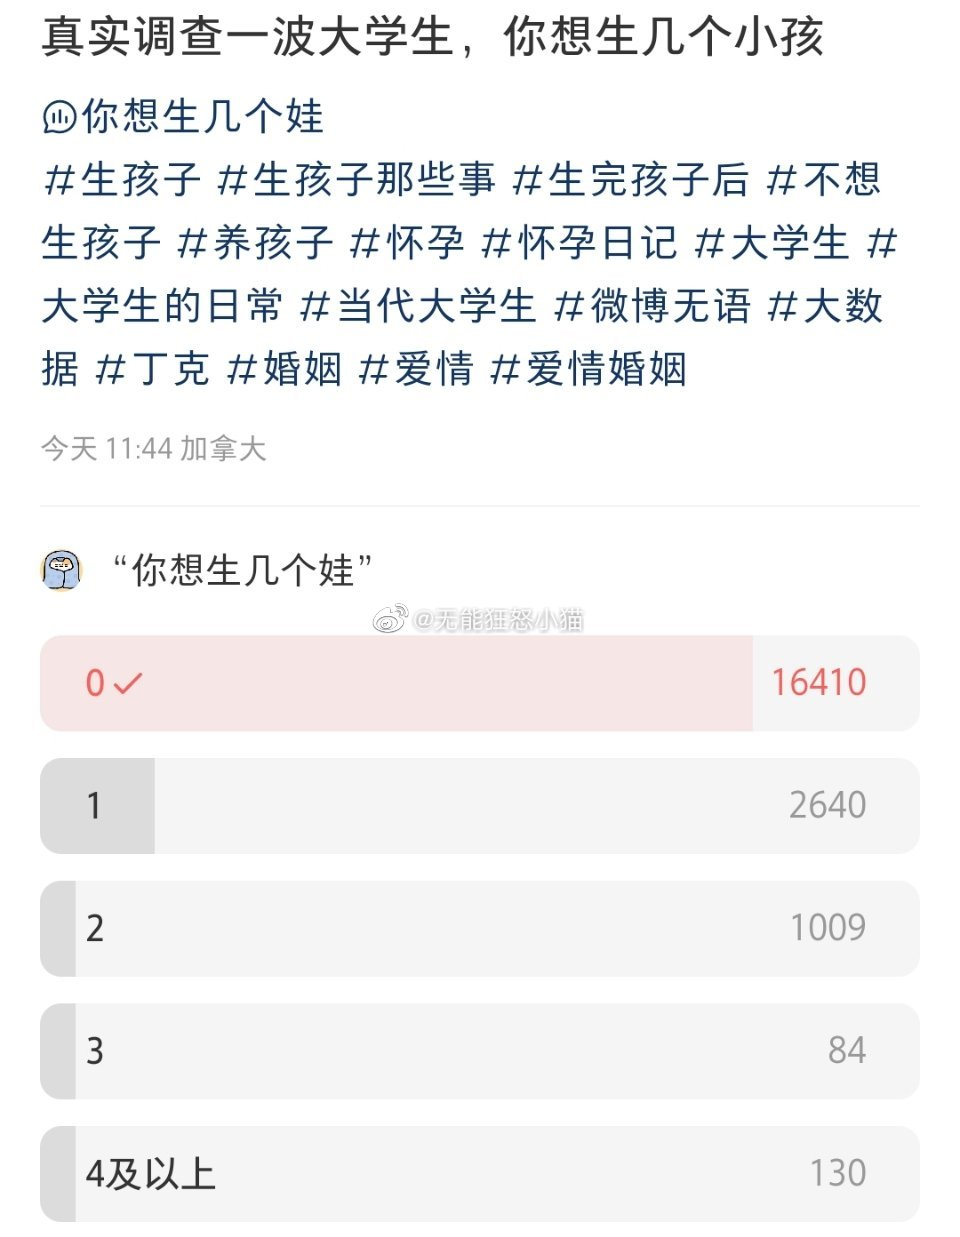 真实调查一波大学生，你想生几个小孩
你想生几个娃
#生孩子 #生孩子那些事 #生完孩子后 #不想
生孩子 #养孩子 #怀孕 #怀孕日记 #大学生 #
大学生的日常 #当代大学生 #微博无语 #大数
据 #丁克 #婚姻 #爱情 #爱情婚姻
今天 11:44 加拿大
“你想生几个娃”
@无能狂怒小猫
0 16410
1 2640
2 1009
3 84
4及以上 130